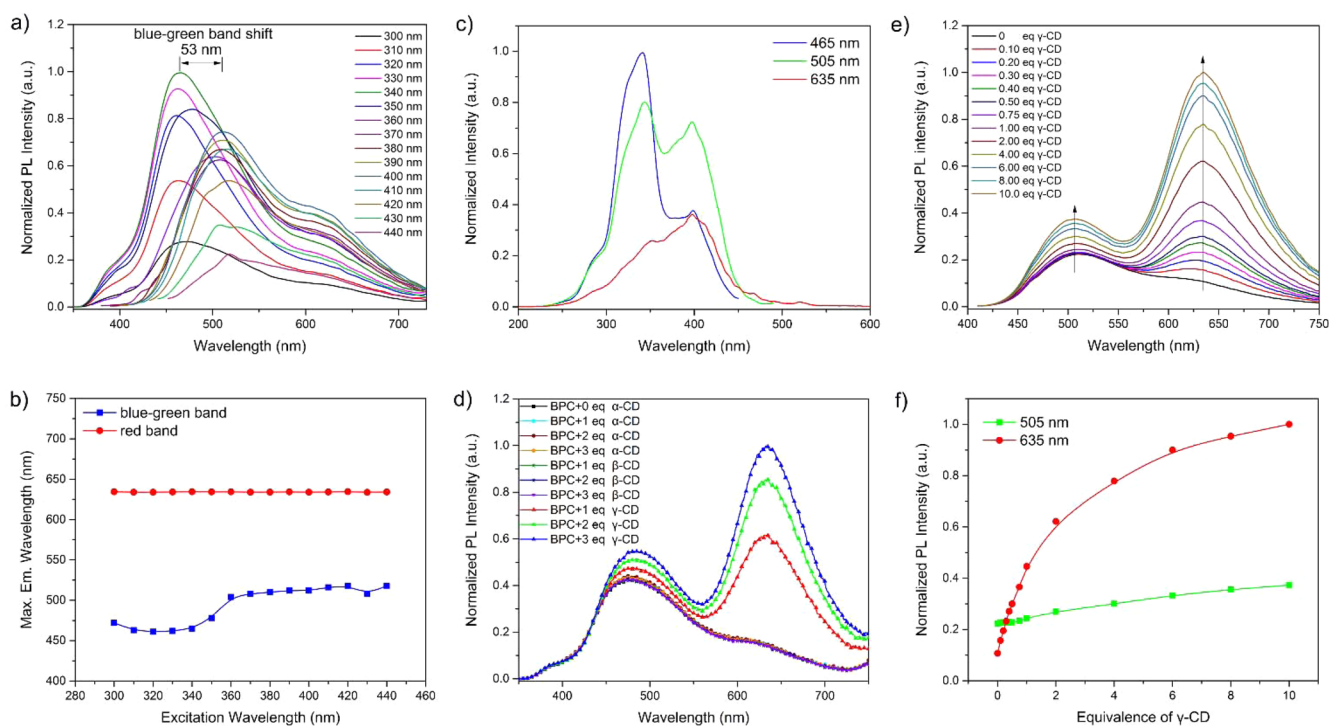 a)
blue-green band shift
53 nm
Normalized PL Intensity (a.u.)
1.2
1.0
0.8
0.6
0.4
0.2
0.0
400
500
600
700
Wavelength (nm)
300 nm
310 nm
320 nm
330 nm
340 nm
350 nm
360 nm
370 nm
380 nm
390 nm
400 nm
410 nm
420 nm
430 nm
440 nm
c)
Normalized Intensity (a.u.)
1.2
1.0
0.8
0.6
0.4
0.2
0.0
200
300
400
500
600
Wavelength (nm)
465 nm
505 nm
635 nm
e)
Normalized PL intensity
1.2
1.0
0.8
0.6
0.4
0.2
0.0
400
450
500
550
600
650
700
750
Wavelength (nm)
0 eq γ-CD
0.10 eq γ-CD
0.20 eq γ-CD
0.30 eq γ-CD
0.40 eq γ-CD
0.50 eq γ-CD
0.75 eq γ-CD
1.00 eq γ-CD
2.00 eq γ-CD
4.00 eq γ-CD
6.00 eq γ-CD
8.00 eq γ-CD
10.0 eq γ-CD
b)
Max. Em. Wavelength (nm)
750
700
650
600
550
500
450
400
280
300
320
340
360
380
400
420
440
460
Excitation Wavelength (nm)
blue-green band
red band
d)
Normalized PL Intensity (a.u.)
1.4
1.2
1.0
0.8
0.6
0.4
0.2
0.0
400
500
600
700
Wavelength (nm)
BPC+0 eq α-CD
BPC+1 eq α-CD
BPC+2 eq α-CD
BPC+3 eq α-CD
BPC+1 eq β-CD
BPC+2 eq β-CD
BPC+3 eq β-CD
BPC+1 eq γ-CD
BPC+2 eq γ-CD
BPC+3 eq γ-CD
f)
Normalized PL Intensity (a.u.)
1.0
0.8
0.6
0.4
0.2
0.0
0
2
4
6
8
10
Equivalence of γ-CD
505 nm
635 nm